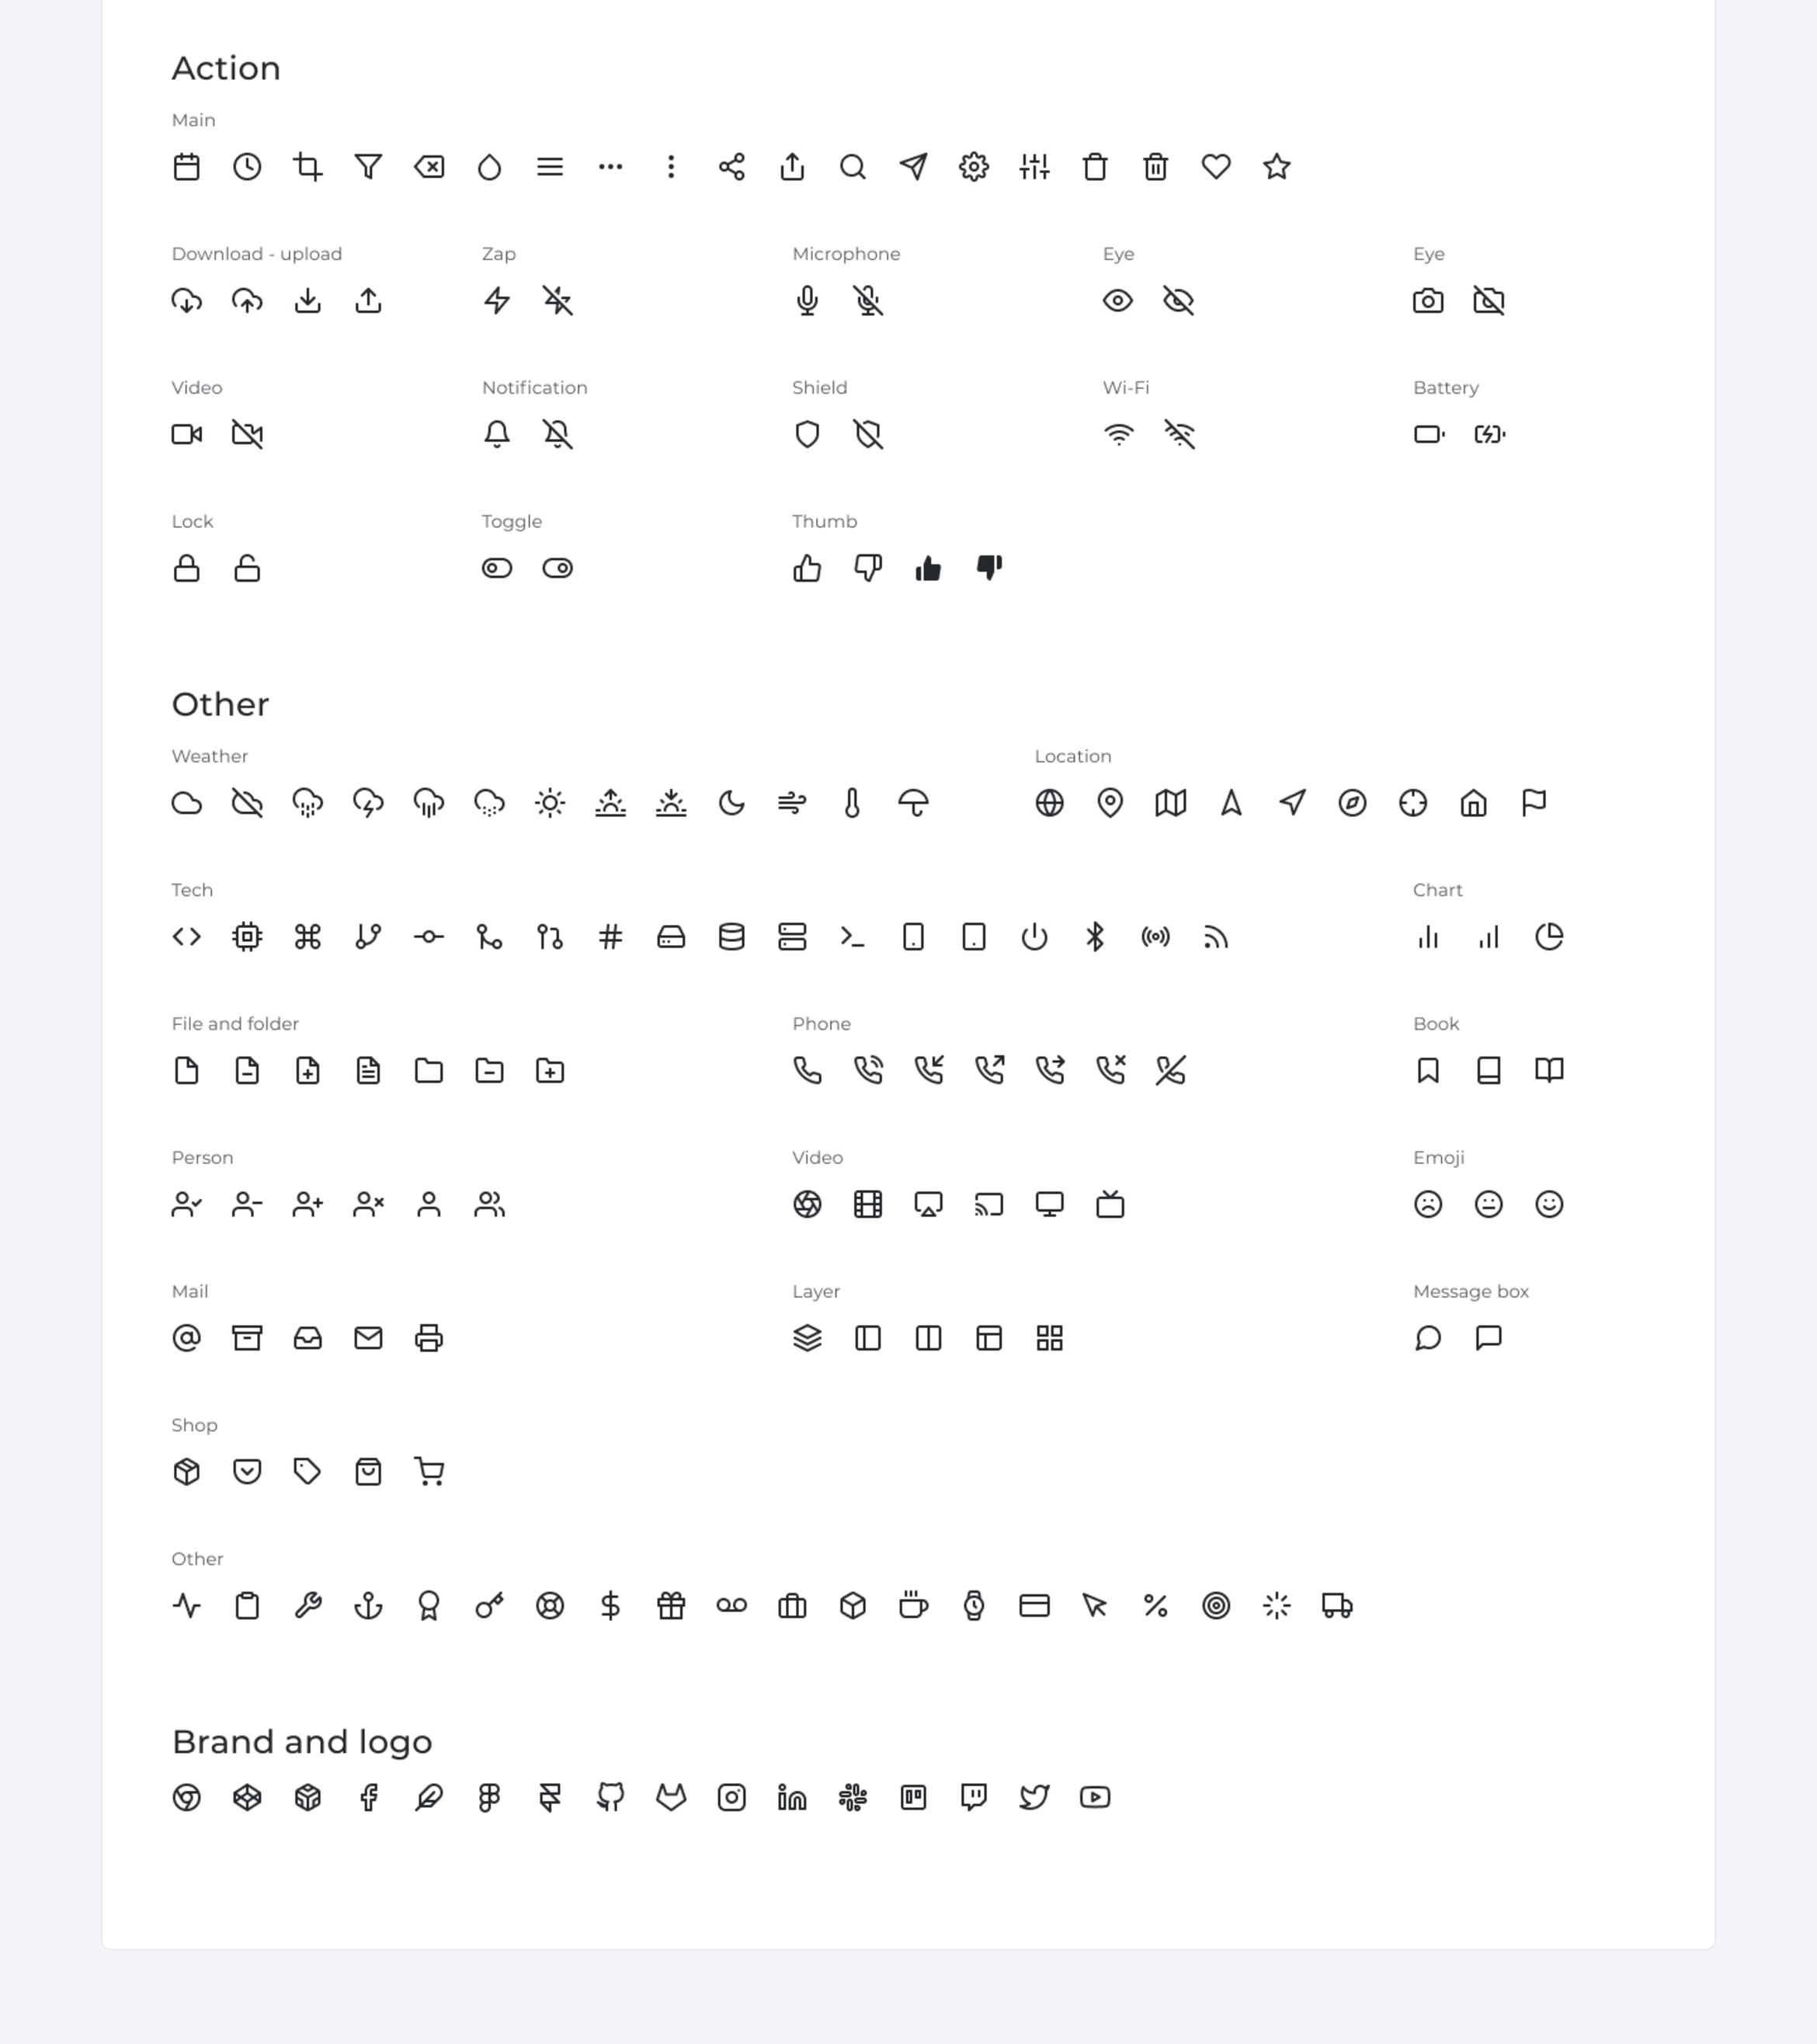 Action
Main
Download - upload
Zap
Microphone
Eye
Eye
Video
Notification
Shield
Wi-Fi
Battery
Lock
Toggle
Thumb
Other
Weather
Location
Tech
Chart
File and folder
Phone
Book
Person
Video
Emoji
Mail
Layer
Message box
Shop
Other
Brand and logo